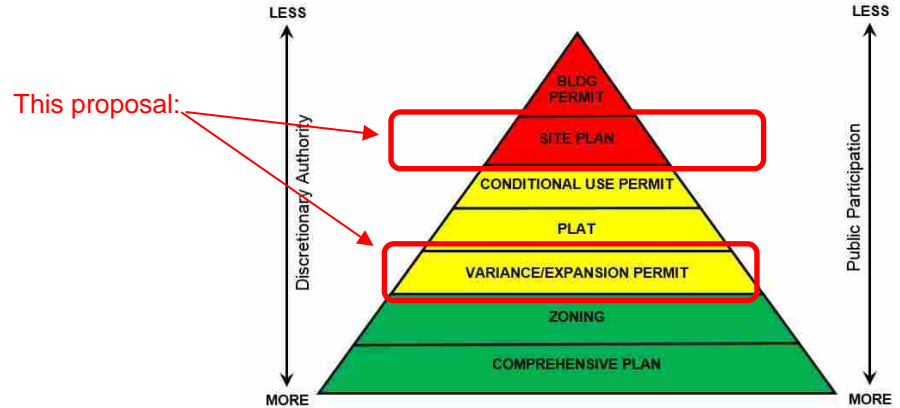 LESS
LESS
BLDG
PERMIT
This proposal:
SITE PLAN
Discretionary Authority
Public Participation
CONDITIONAL USE PERMIT
PLAT
VARIANCE/EXPANSION PERMIT
ZONING
COMPREHENSIVE PLAN
MORE
MORE